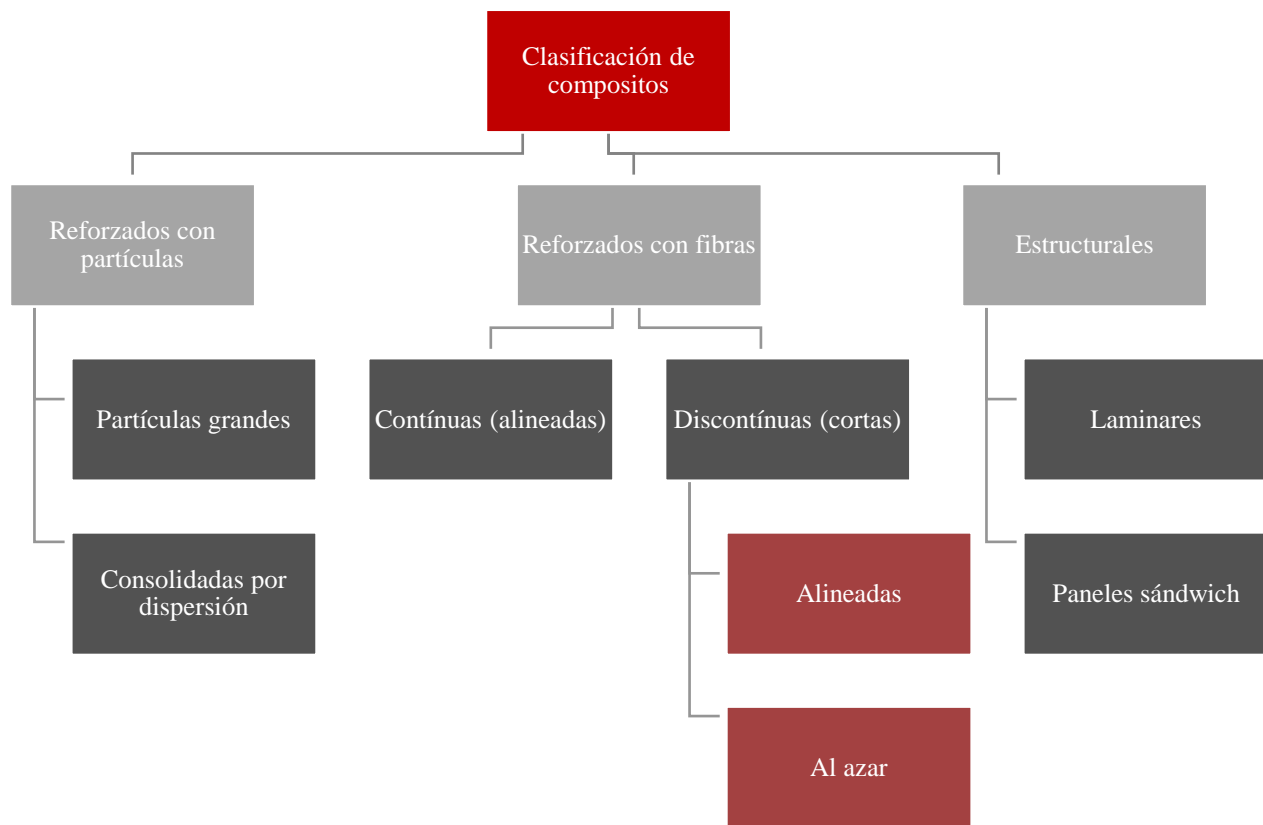 Clasificación de
compositos
Reforzados con
partículas
Reforzados con fibras
Estructurales
Partículas grandes
Contínuas (alineadas)
Discontínuas (cortas)
Laminares
Consolidadas por
dispersión
Alineadas
Paneles sándwich
Al azar